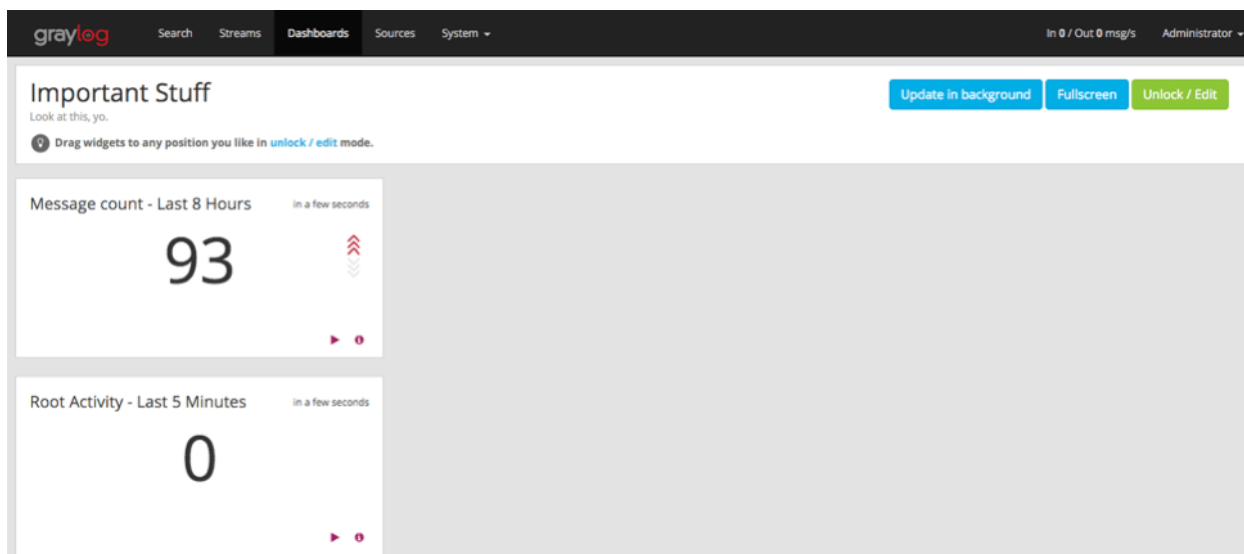 graylog Search Streams Dashboards Sources System In 0 / Out 0 msg/s Administrator
Important Stuff Update in background Fullscreen Unlock / Edit
Look at this, yo.
Drag widgets to any position you like in unlock / edit mode.
Message count - Last 8 Hours in a few seconds
93
Root Activity - Last 5 Minutes in a few seconds
0